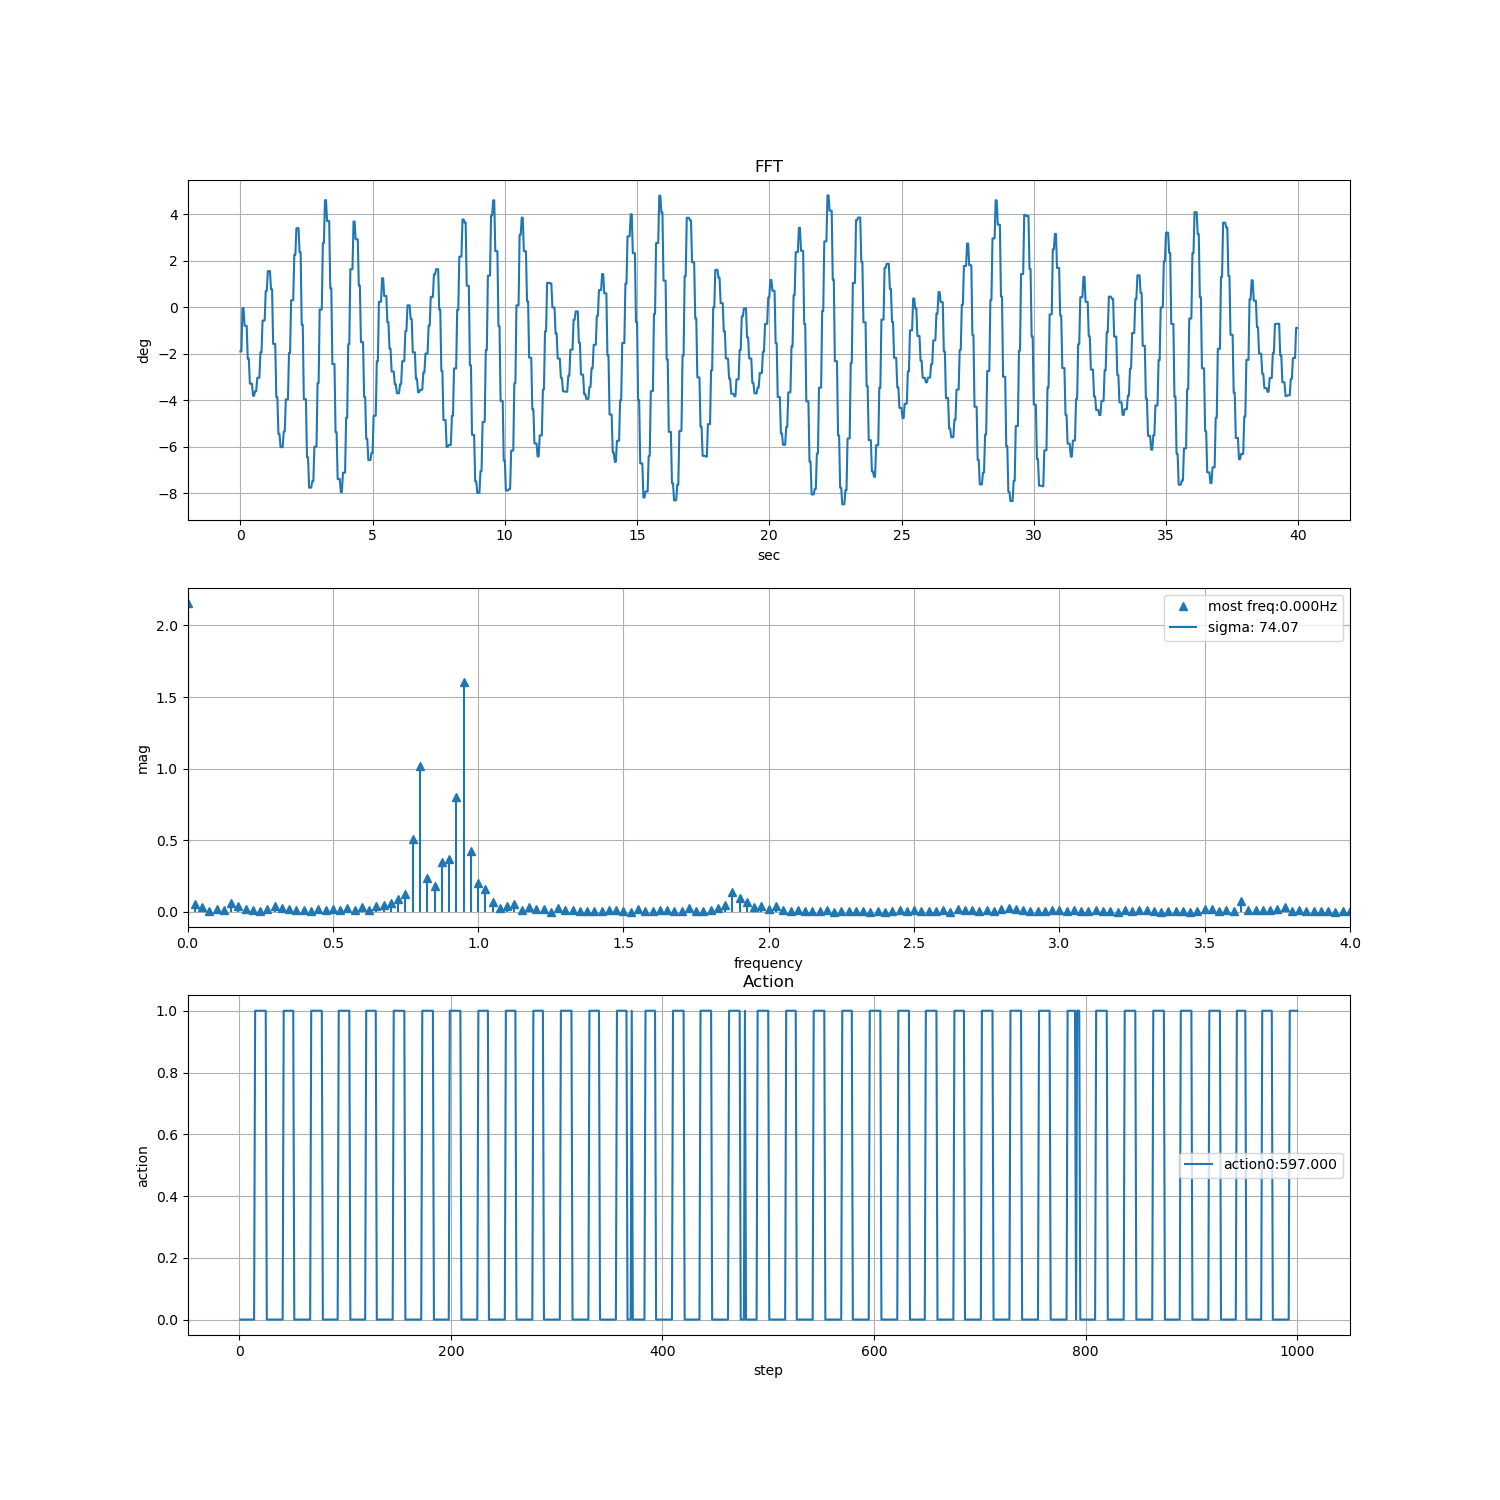 FFT
4
2
0
−2
−4
−6
−8
deg
0 5 10 15 20 25 30 35 40
sec
most freq:0.000Hz
sigma: 74.07
2.0
1.5
1.0
0.5
0.0
mag
0.0 0.5 1.0 1.5 2.0 2.5 3.0 3.5 4.0
frequency
Action
1.0
0.8
0.6
0.4
0.2
0.0
action
action0:597.000
0 200 400 600 800 1000
step